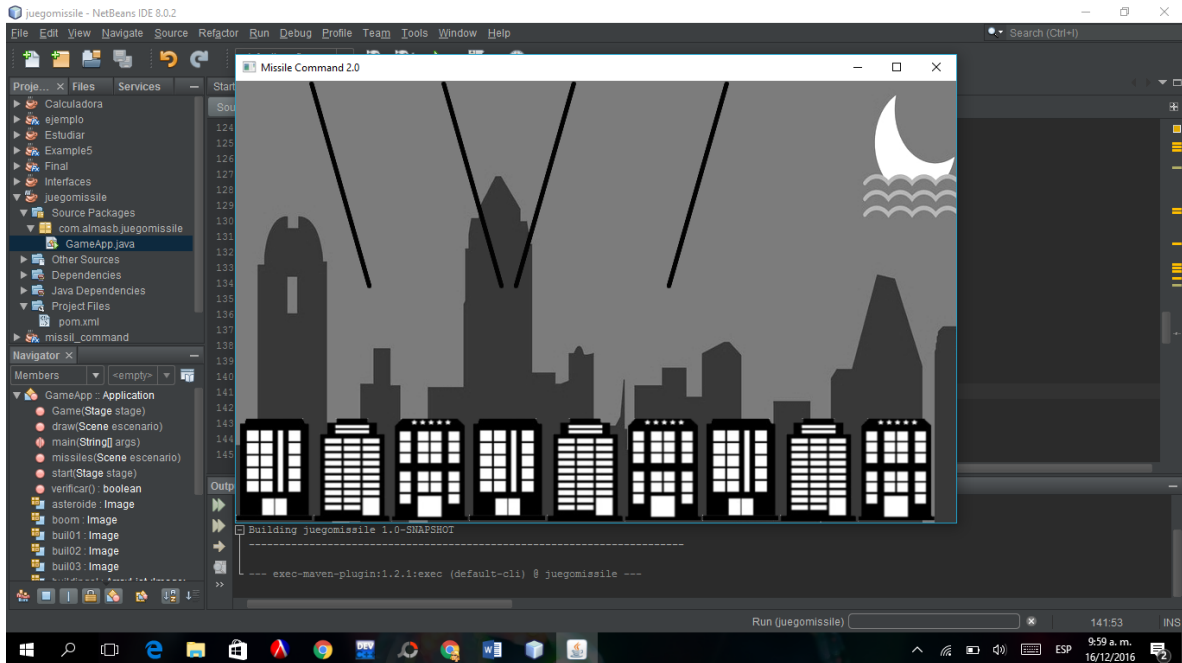 juegomissile - NetBeans IDE 8.0.2
File Edit View Navigate Source Refactor Run Debug Profile Team Tools Window Help
Search (Ctrl+I)
Missile Command 2.0
Proje... Files Services
Start
Sou
Calculadora
ejemplo
Estudiar
Example5
Final
Interfaces
juegomissile
Source Packages
com.almasb.juegomissile
GameApp.java
Other Sources
Dependencies
Java Dependencies
Project Files
pom.xml
missil_command
124
125
126
127
128
129
130
131
132
133
134
135
136
137
138
139
140
141
142
143
144
145
Navigator
Members <empty>
GameApp :: Application
Game(Stage stage)
draw(Scene escenario)
main(String[] args)
missiles(Scene escenario)
start(Stage stage)
verificar() : boolean
asteroide : Image
boom : Image
buil01 : Image
buil02 : Image
buil03 : Image
Outp
Building juegomissile 1.0-SNAPSHOT
------------------------------------------------------------------------
--- exec-maven-plugin:1.2.1:exec (default-cli) @ juegomissile ---
Run (juegomissile)
141:53 INS
DEV
ESP
9:59 a. m.
16/12/2016
2